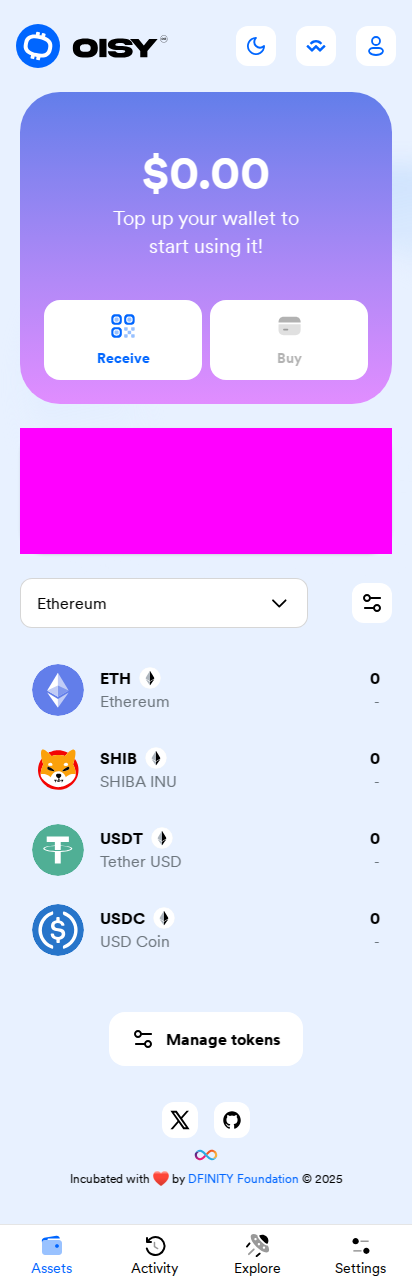 OISY
$0.00
Top up your wallet to
start using it!
Receive
Buy
Ethereum
ETH
0
Ethereum
-
SHIB
0
SHIBA INU
-
USDT
0
Tether USD
-
USDC
0
USD Coin
-
Manage tokens
Incubated with ❤️ by DFINITY Foundation © 2025
Assets
Activity
Explore
Settings